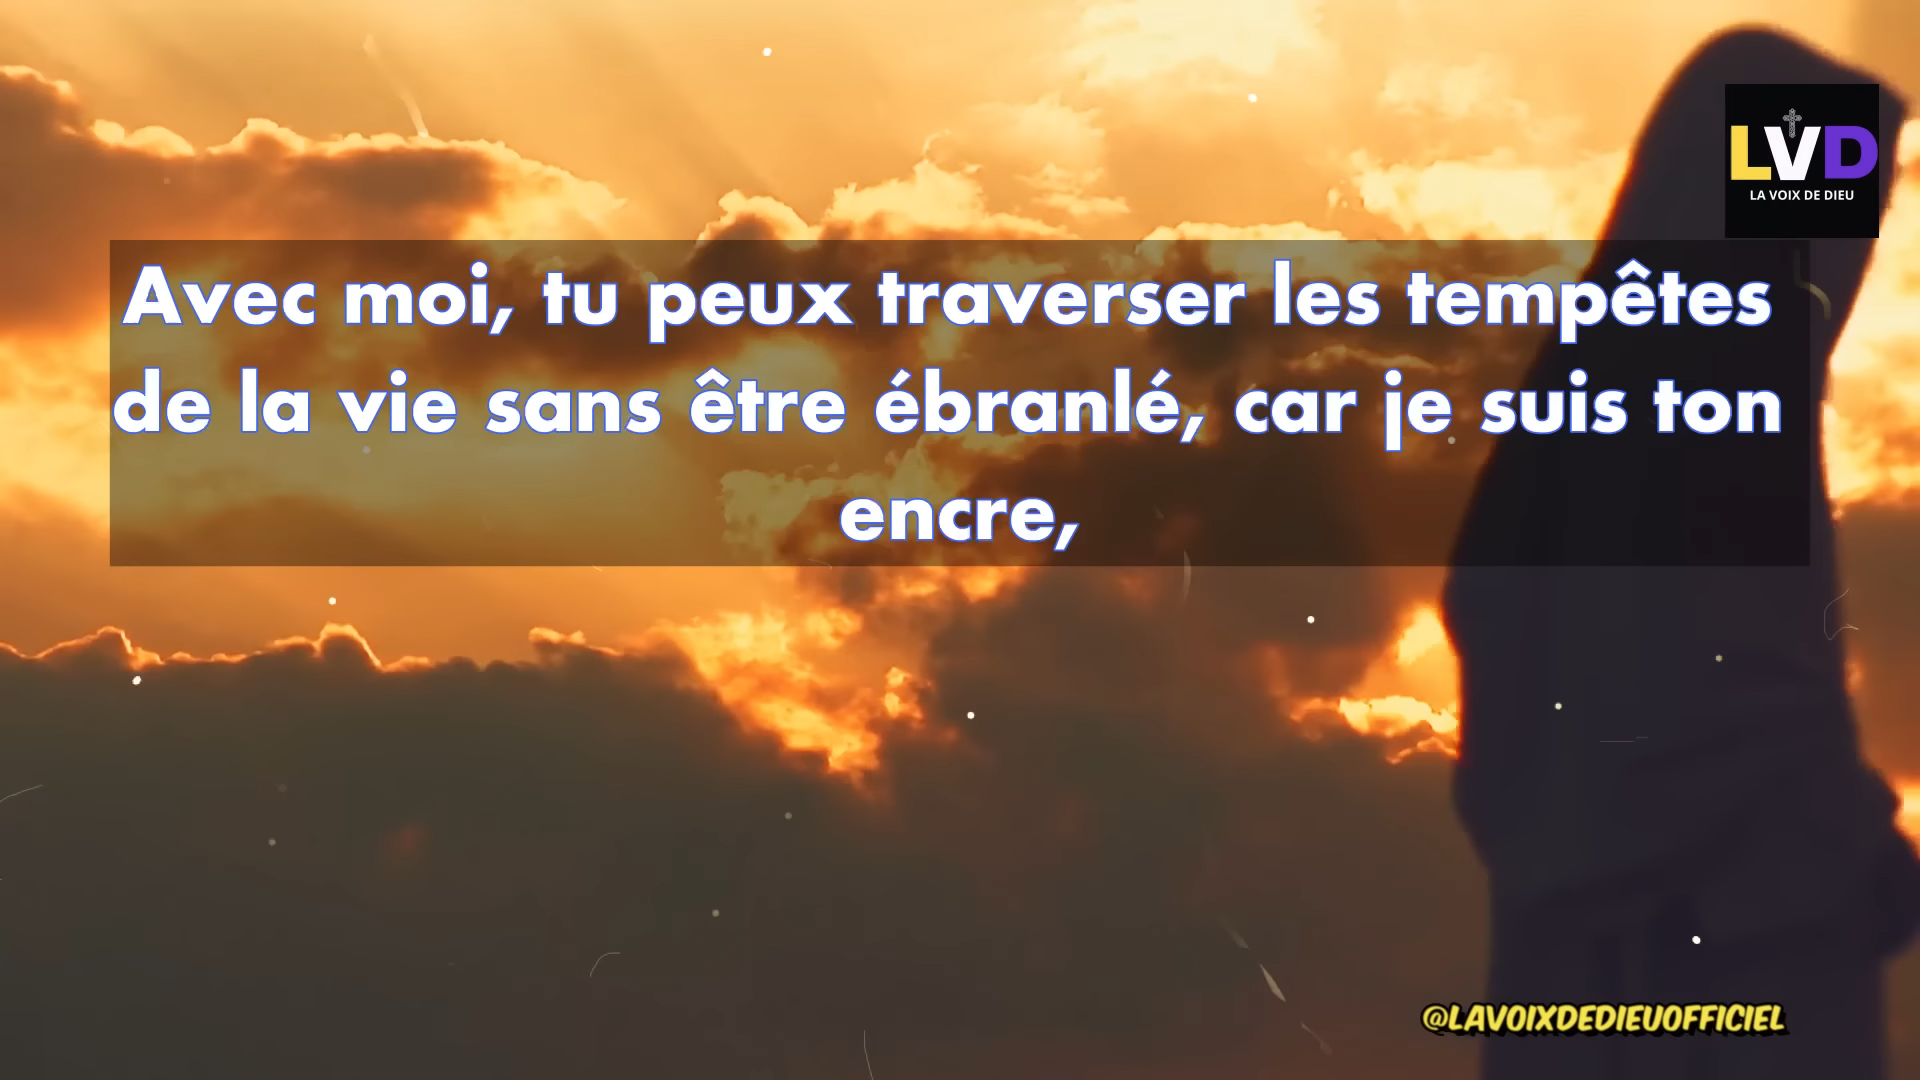 LVD
LA VOIX DE DIEU
Avec moi, tu peux traverser les tempêtes
de la vie sans être ébranlé, car je suis ton
encre,
@LAVOIXDEDIEUOFFICIEL